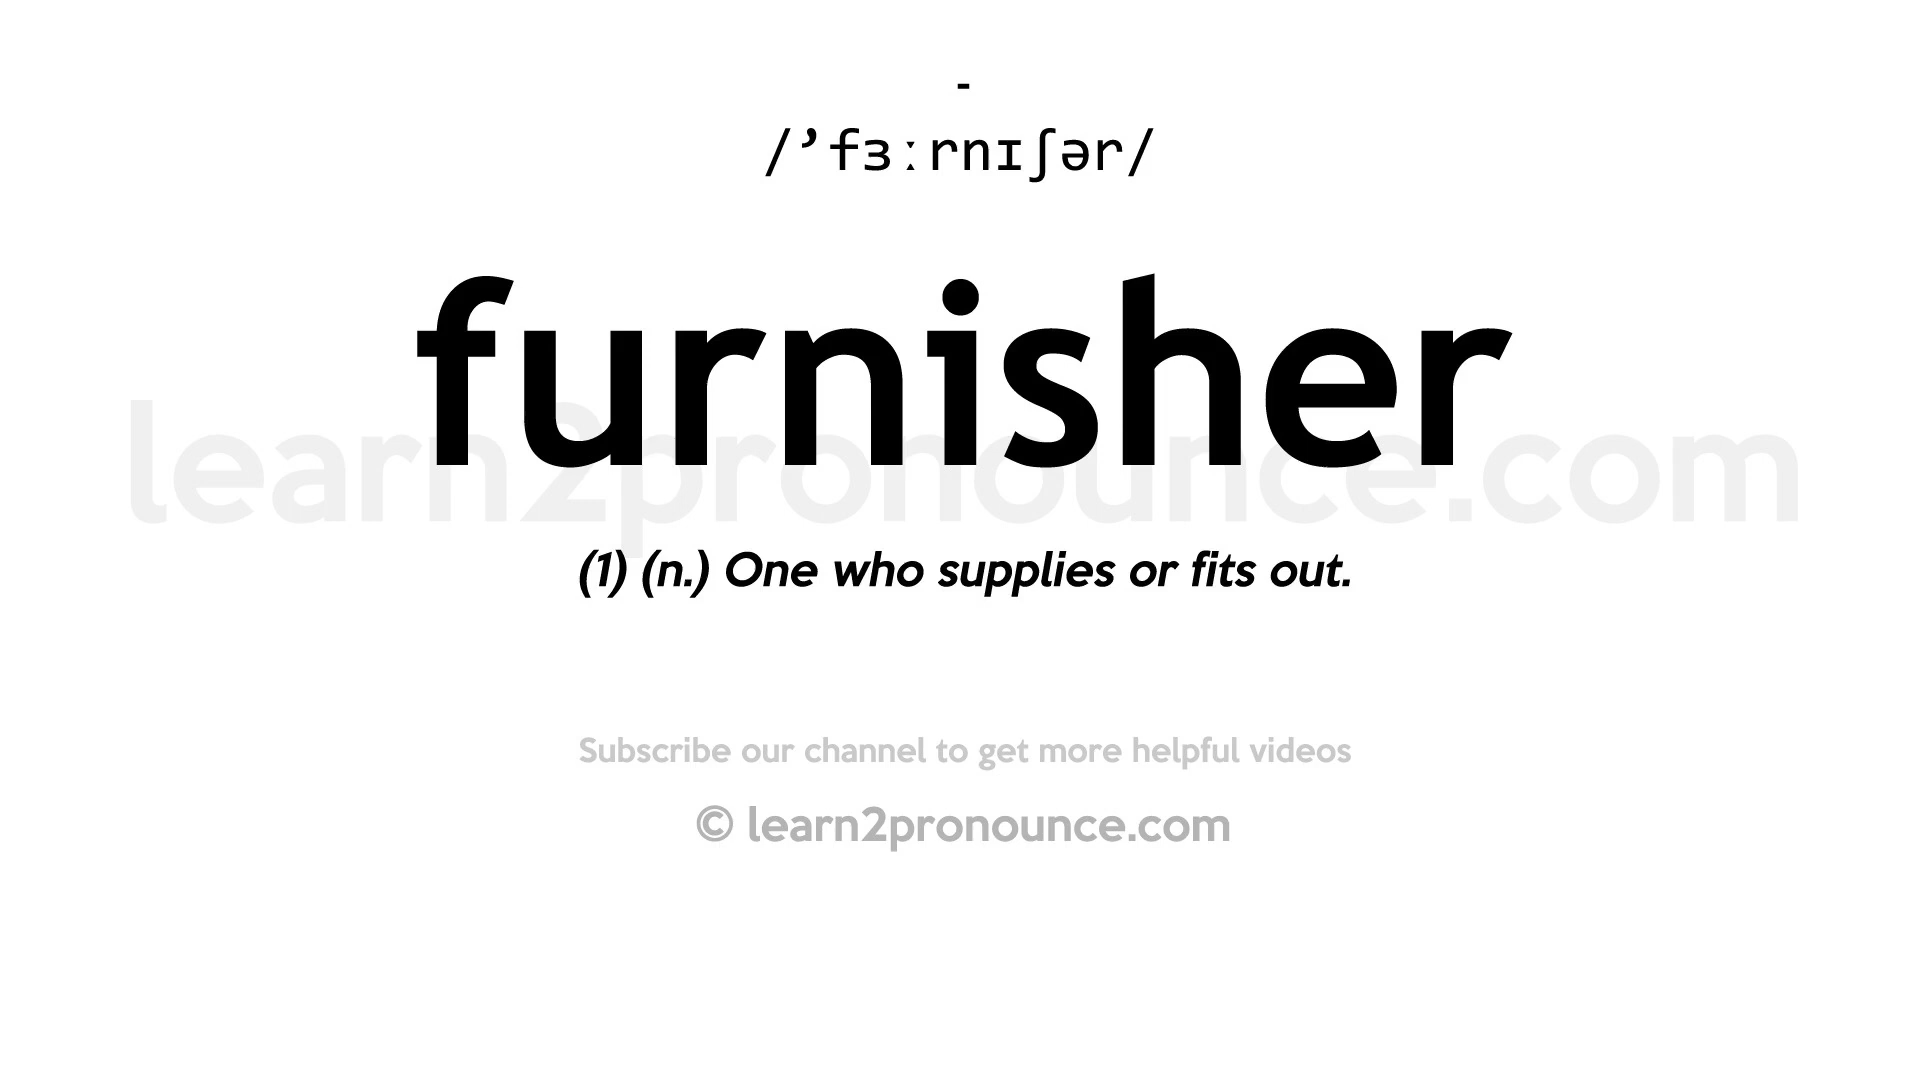 -
/’fɜːrnɪʃər/
furnisher
learn2pronounce.com
(1) (n.) One who supplies or fits out.
Subscribe our channel to get more helpful videos
© learn2pronounce.com